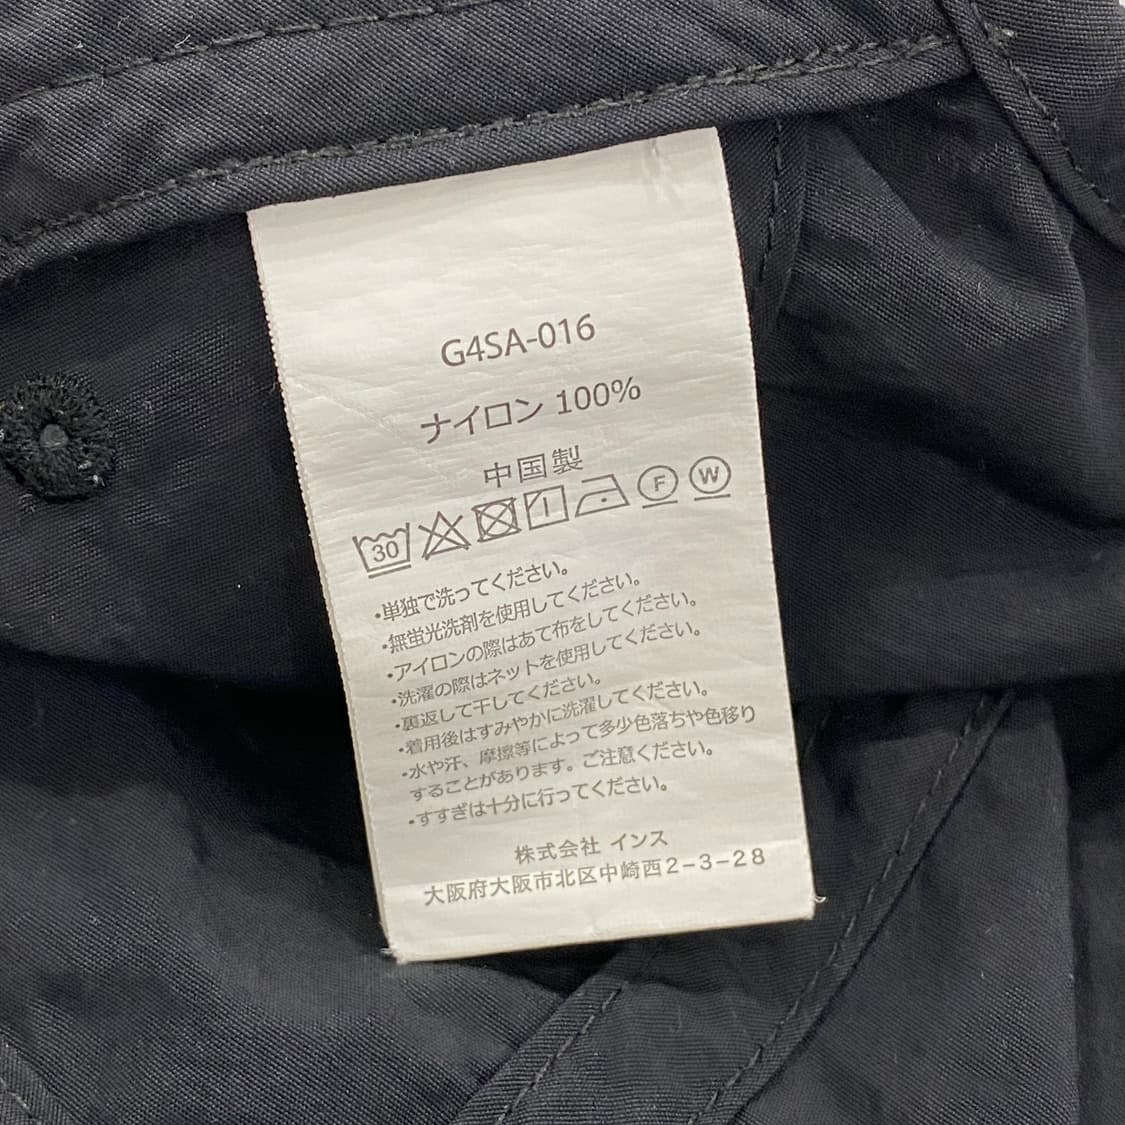 G4SA-016
ナイロン 100%
中国製
30 F W
・単独で洗ってください。
・無蛍光洗剤を使用してください。
・アイロンの際はあて布をしてください。
・洗濯の際はネットを使用してください。
・裏返して干してください。
・着用後はすみやかに洗濯してください。
・水や汗、摩擦等によって多少色落ちや色移り
することがあります。ご注意ください。
・すすぎは十分に行ってください。
株式会社 インス
大阪府大阪市北区中崎西2-3-28